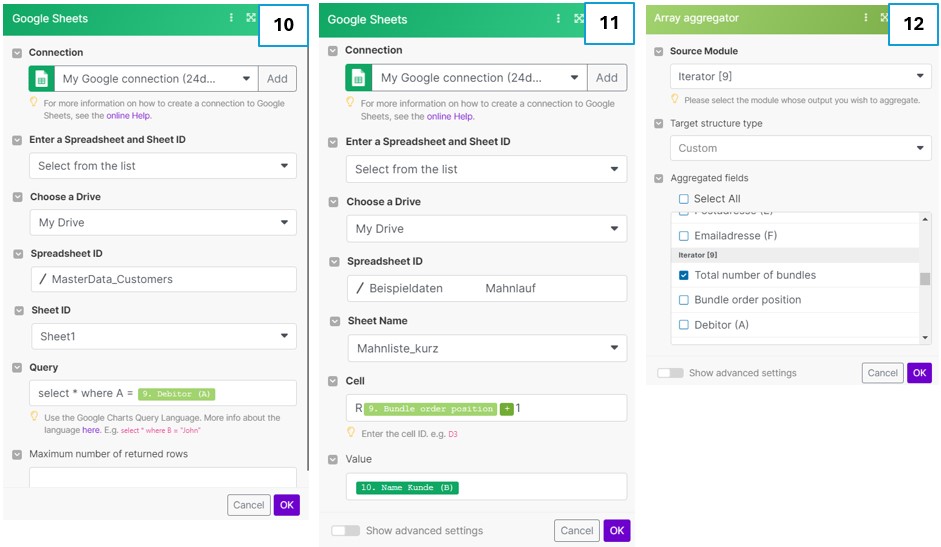 Google Sheets
10
Connection
My Google connection (24d...
Add
For more information on how to create a connection to Google
Sheets, see the online Help.
Enter a Spreadsheet and Sheet ID
Select from the list
Choose a Drive
My Drive
Spreadsheet ID
/ MasterData_Customers
Sheet ID
Sheet1
Query
select * where A = 9. Debitor (A)
Use the Google Charts Query Language. More info about the
language here. E.g. select * where B = "John"
Maximum number of returned rows
Cancel
OK
Google Sheets
11
Connection
My Google connection (24d...
Add
For more information on how to create a connection to Google
Sheets, see the online Help.
Enter a Spreadsheet and Sheet ID
Select from the list
Choose a Drive
My Drive
Spreadsheet ID
/ Beispieldaten Mahnlauf
Sheet Name
Mahnliste_kurz
Cell
R 9. Bundle order position + 1
Enter the cell ID. e.g. D3
Value
10. Name Kunde (B)
Show advanced settings
Cancel
OK
Array aggregator
12
Source Module
Iterator [9]
Please select the module whose output you wish to aggregate.
Target structure type
Custom
Aggregated fields
Select All
Postadresse (E)
Emailadresse (F)
Iterator [9]
Total number of bundles
Bundle order position
Debitor (A)
Show advanced settings
Cancel
OK